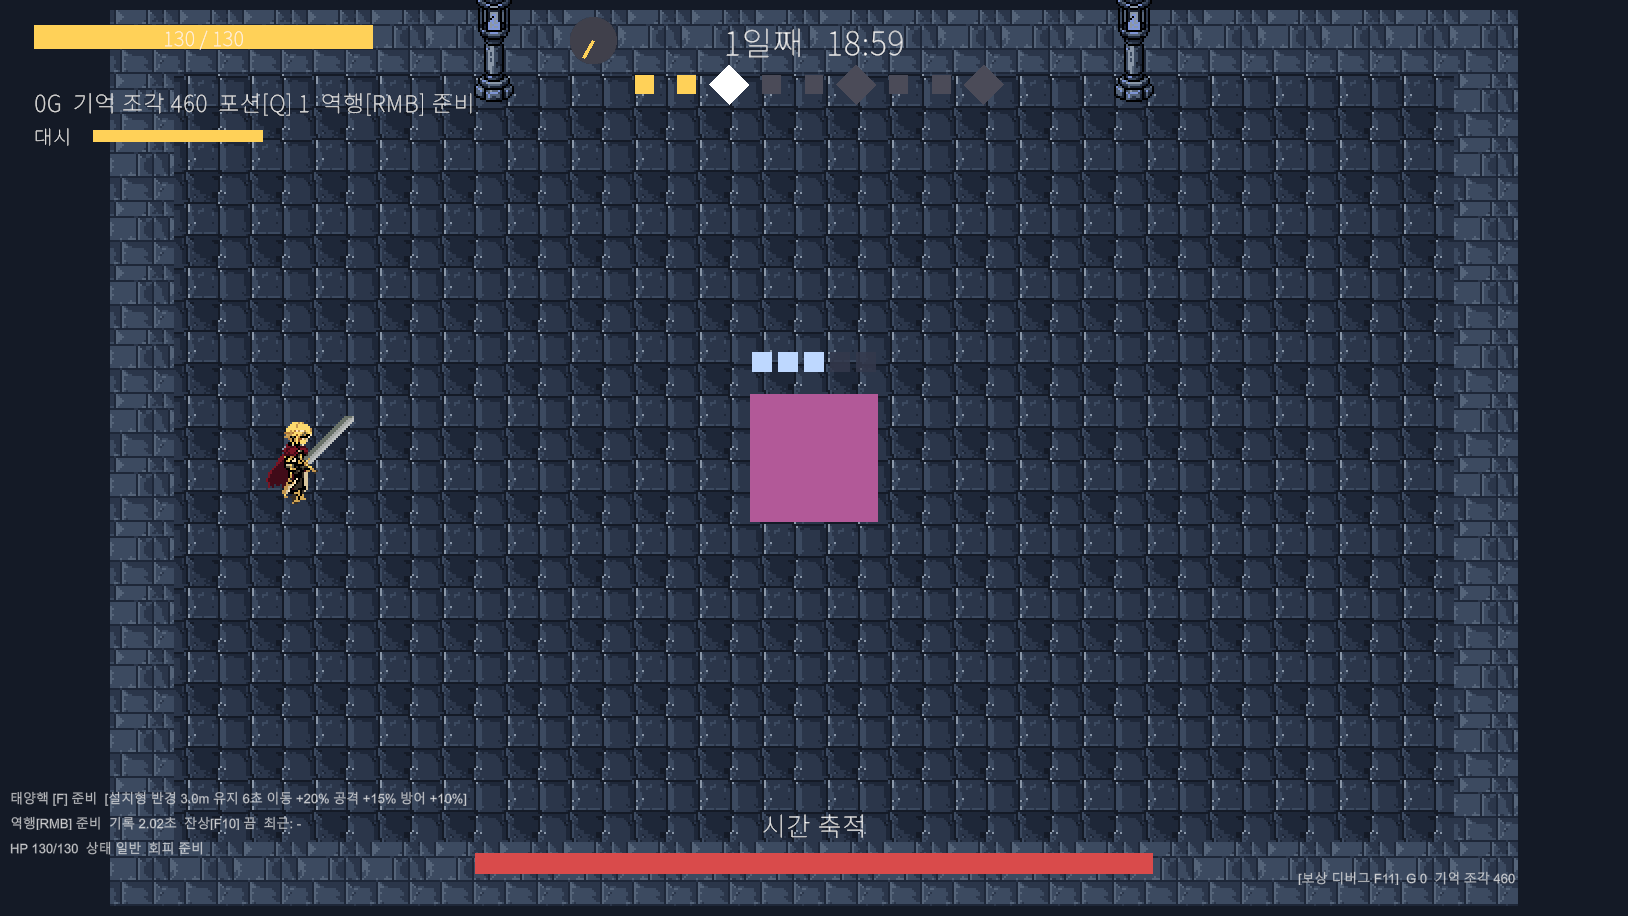 130 / 130
1일째 18:59
0G 기억 조각 460 포션[Q] 1 역행[RMB] 준비
대시
태양핵 [F] 준비 [설치형 반경 3.0m 유지 6초 이동 +20% 공격 +15% 방어 +10%]
역행[RMB] 준비 기록 2.02초 잔상[F10] 끔 최근: -
HP 130/130 상태 일반 회피 준비
시간 축적
[보상 디버그 F11] G 0 기억 조각 460